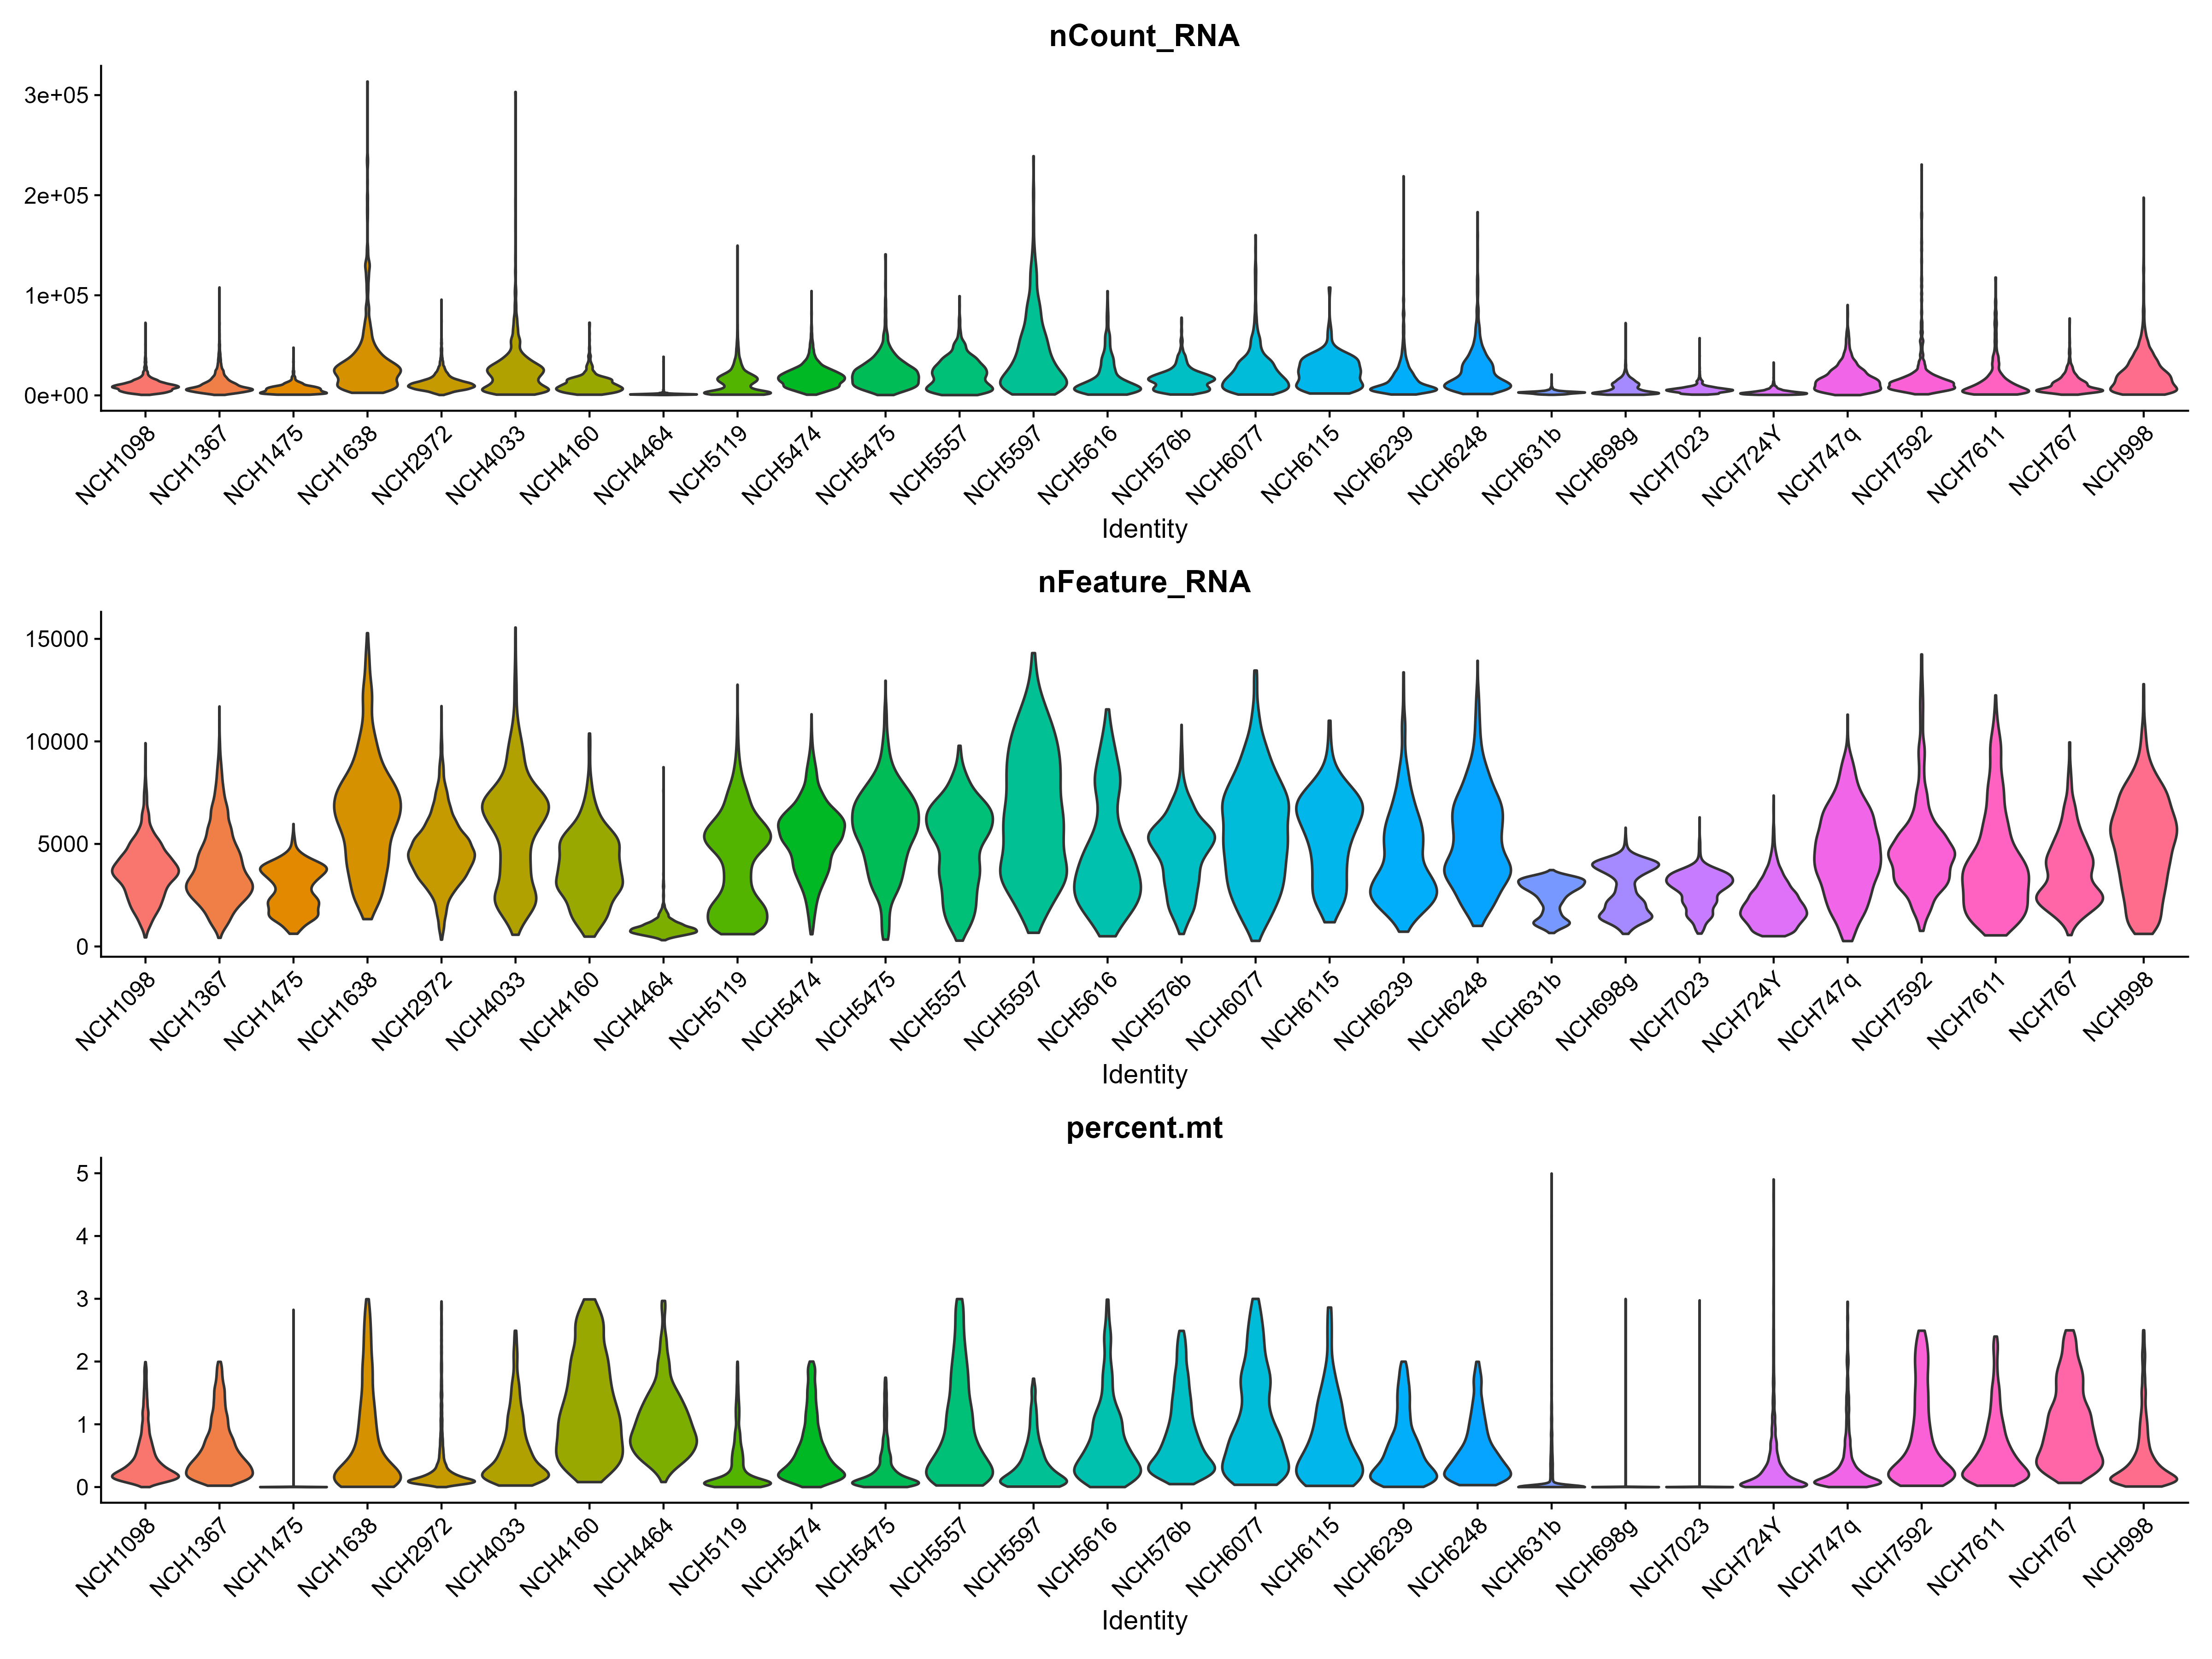 nCount_RNA
3e+05
2e+05
1e+05
0e+00
NCH1098 NCH1367 NCH1475 NCH1638 NCH2972 NCH4033 NCH4160 NCH4464 NCH5119 NCH5474 NCH5475 NCH5557 NCH5597 NCH5616 NCH576b NCH6077 NCH6115 NCH6239 NCH6248 NCH631b NCH698g NCH7023 NCH724Y NCH747q NCH7592 NCH7611 NCH767 NCH998
Identity
nFeature_RNA
15000
10000
5000
0
NCH1098 NCH1367 NCH1475 NCH1638 NCH2972 NCH4033 NCH4160 NCH4464 NCH5119 NCH5474 NCH5475 NCH5557 NCH5597 NCH5616 NCH576b NCH6077 NCH6115 NCH6239 NCH6248 NCH631b NCH698g NCH7023 NCH724Y NCH747q NCH7592 NCH7611 NCH767 NCH998
Identity
percent.mt
5
4
3
2
1
0
NCH1098 NCH1367 NCH1475 NCH1638 NCH2972 NCH4033 NCH4160 NCH4464 NCH5119 NCH5474 NCH5475 NCH5557 NCH5597 NCH5616 NCH576b NCH6077 NCH6115 NCH6239 NCH6248 NCH631b NCH698g NCH7023 NCH724Y NCH747q NCH7592 NCH7611 NCH767 NCH998
Identity